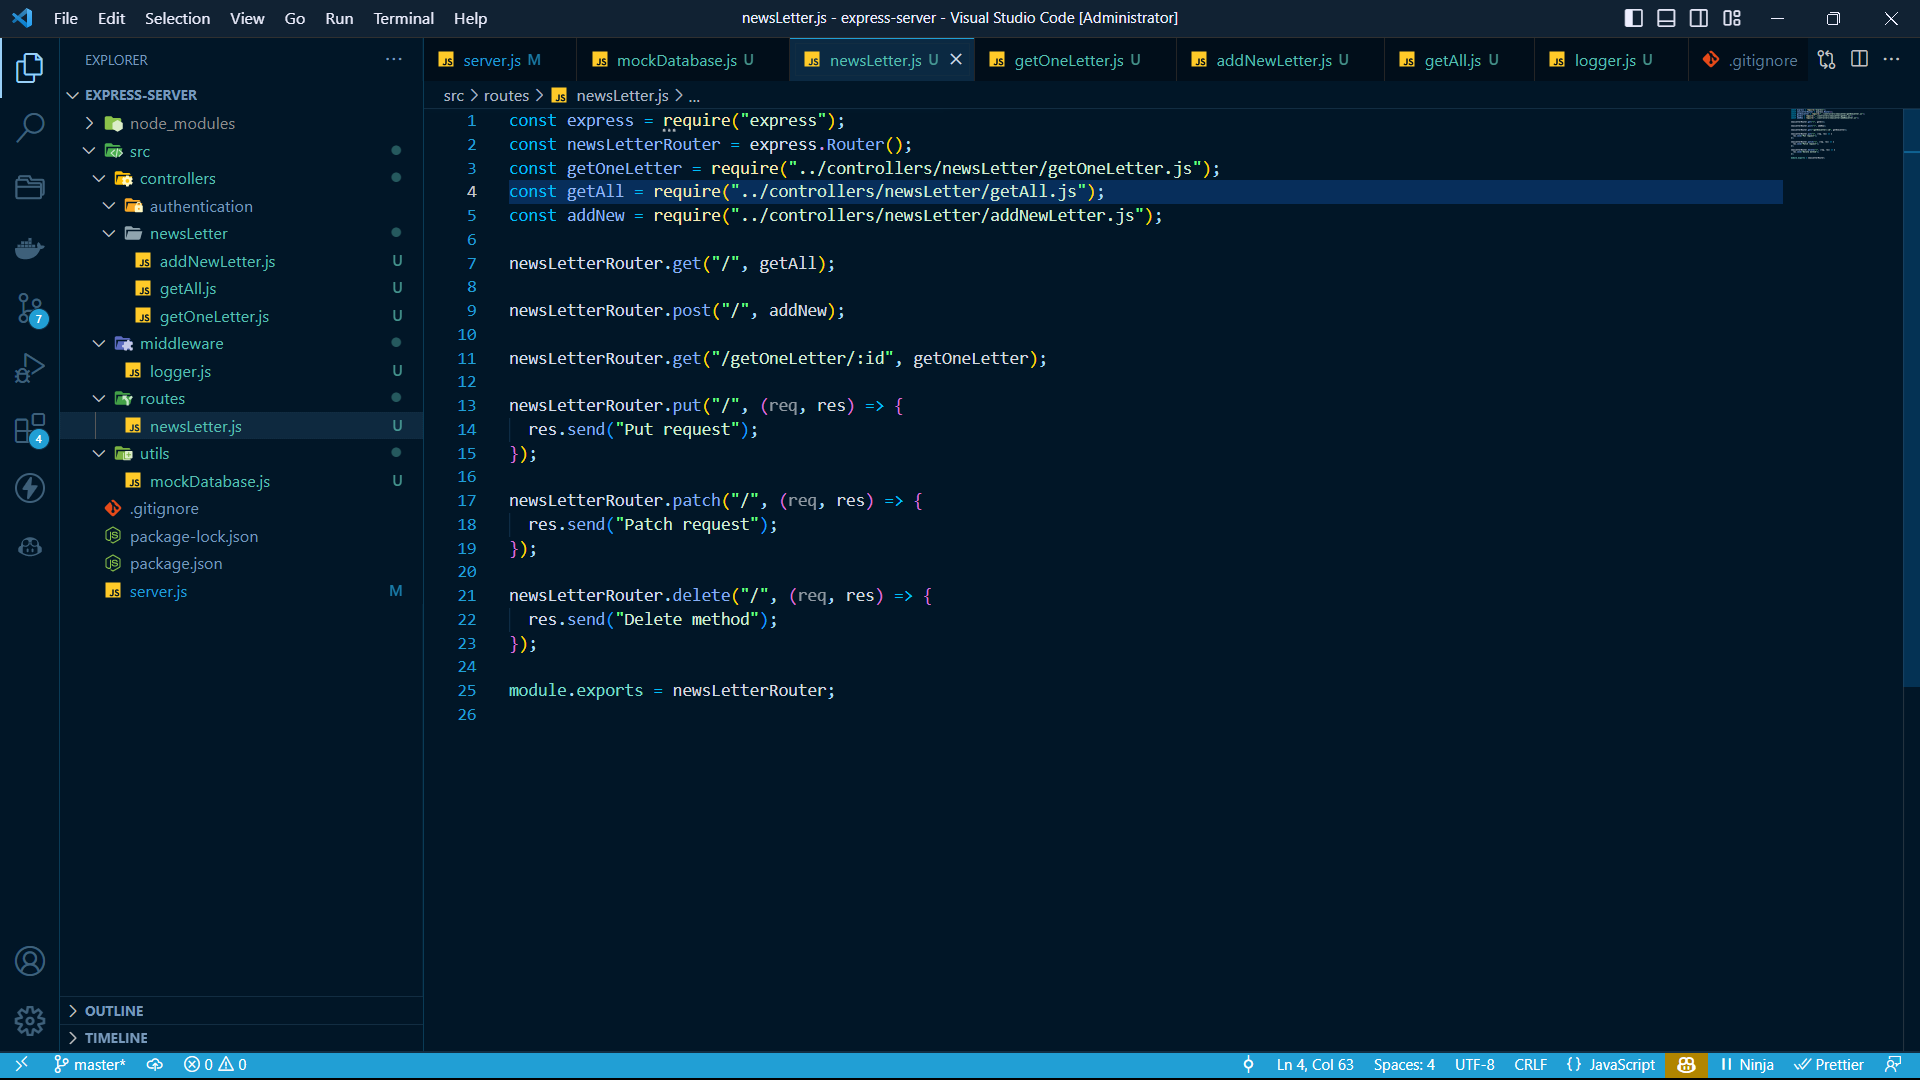 File Edit Selection View Go Run Terminal Help
newsLetter.js - express-server - Visual Studio Code [Administrator]
EXPLORER
EXPRESS-SERVER
node_modules
src
controllers
authentication
newsLetter
addNewLetter.js U
getAll.js U
getOneLetter.js U
middleware
logger.js U
routes
newsLetter.js U
utils
mockDatabase.js U
.gitignore
package-lock.json
package.json
server.js M
7
4
OUTLINE
TIMELINE
server.js M mockDatabase.js U newsLetter.js U getOneLetter.js U addNewLetter.js U getAll.js U logger.js U .gitignore
src > routes > newsLetter.js > ...
1 const express = require("express");
2 const newsLetterRouter = express.Router();
3 const getOneLetter = require("../controllers/newsLetter/getOneLetter.js");
4 const getAll = require("../controllers/newsLetter/getAll.js");
5 const addNew = require("../controllers/newsLetter/addNewLetter.js");
6
7 newsLetterRouter.get("/", getAll);
8
9 newsLetterRouter.post("/", addNew);
10
11 newsLetterRouter.get("/getOneLetter/:id", getOneLetter);
12
13 newsLetterRouter.put("/", (req, res) => {
14 res.send("Put request");
15 });
16
17 newsLetterRouter.patch("/", (req, res) => {
18 res.send("Patch request");
19 });
20
21 newsLetterRouter.delete("/", (req, res) => {
22 res.send("Delete method");
23 });
24
25 module.exports = newsLetterRouter;
26
master* 0 0 Ln 4, Col 63 Spaces: 4 UTF-8 CRLF {} JavaScript Ninja Prettier